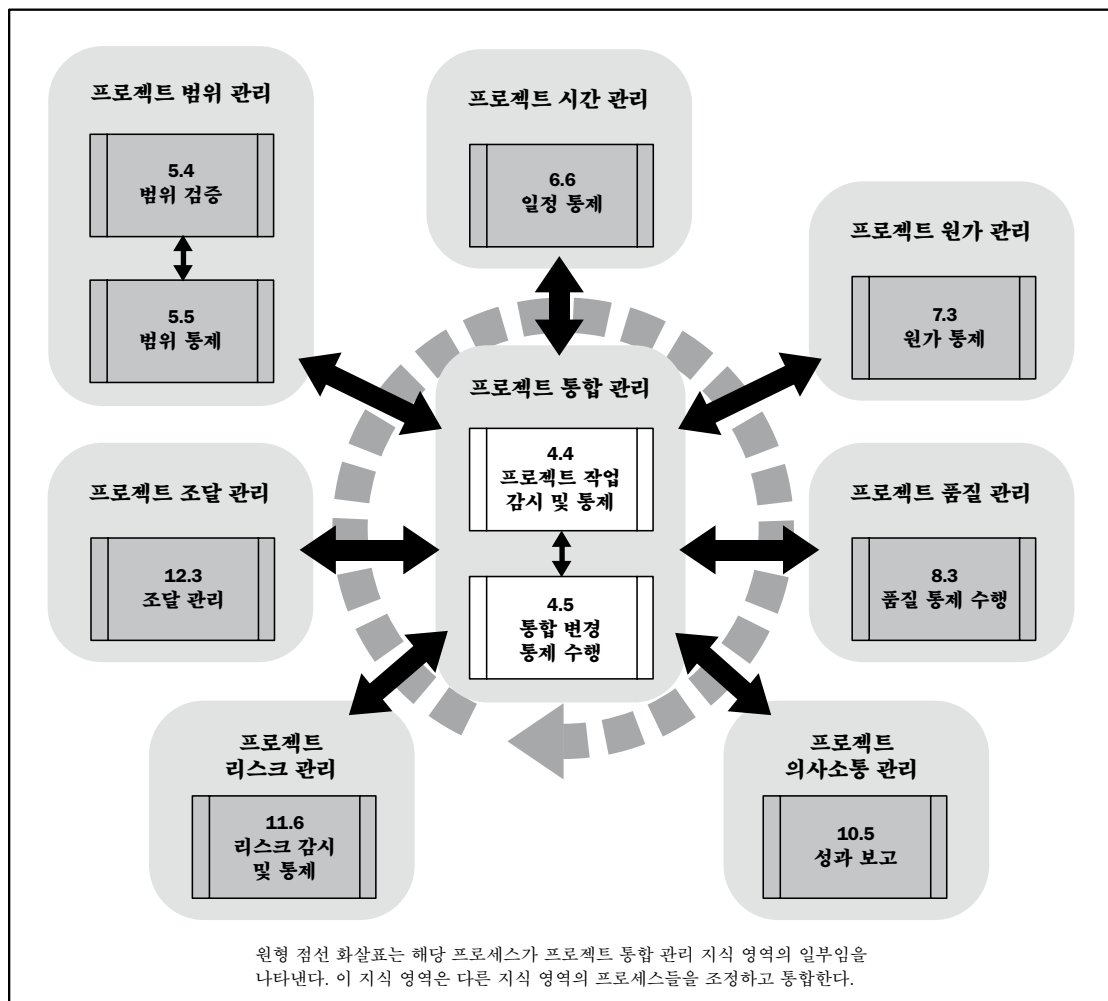 프로젝트 범위 관리
5.4
범위 검증
5.5
범위 통제
프로젝트 시간 관리
6.6
일정 통제
프로젝트 원가 관리
7.3
원가 통제
프로젝트 통합 관리
4.4
프로젝트 작업
감시 및 통제
4.5
통합 변경
통제 수행
프로젝트 조달 관리
12.3
조달 관리
프로젝트 품질 관리
8.3
품질 통제 수행
프로젝트
리스크 관리
11.6
리스크 감시
및 통제
프로젝트
의사소통 관리
10.5
성과 보고
원형 점선 화살표는 해당 프로세스가 프로젝트 통합 관리 지식 영역의 일부임을
나타낸다. 이 지식 영역은 다른 지식 영역의 프로세스들을 조정하고 통합한다.